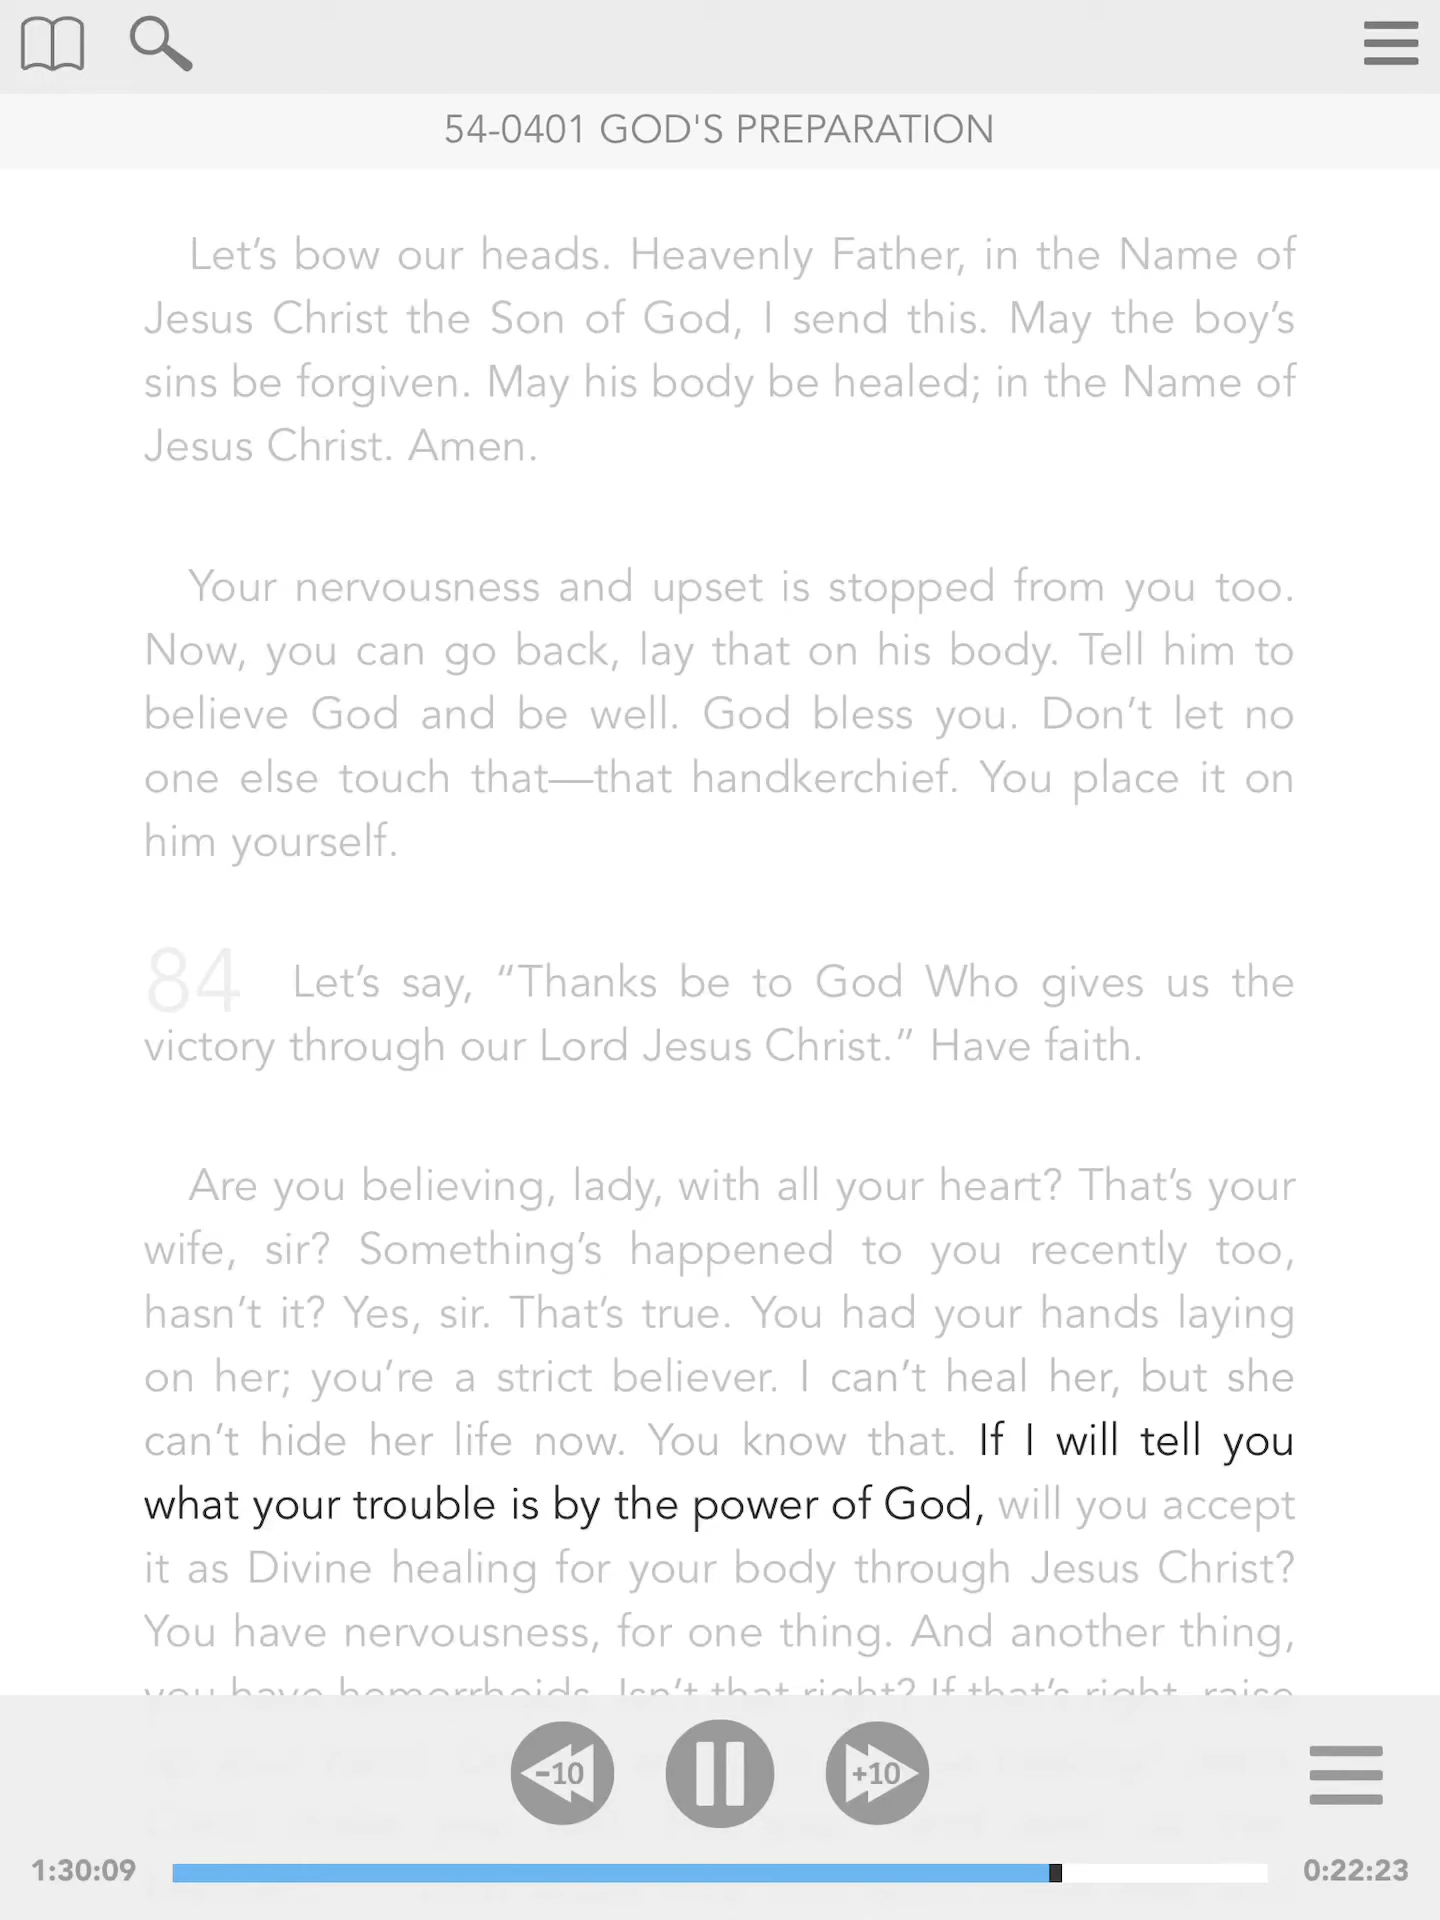 54-0401 GOD'S PREPARATION
Let’s bow our heads. Heavenly Father, in the Name of
Jesus Christ the Son of God, I send this. May the boy’s
sins be forgiven. May his body be healed; in the Name of
Jesus Christ. Amen.
Your nervousness and upset is stopped from you too.
Now, you can go back, lay that on his body. Tell him to
believe God and be well. God bless you. Don’t let no
one else touch that—that handkerchief. You place it on
him yourself.
84 Let’s say, “Thanks be to God Who gives us the
victory through our Lord Jesus Christ.” Have faith.
Are you believing, lady, with all your heart? That’s your
wife, sir? Something’s happened to you recently too,
hasn’t it? Yes, sir. That’s true. You had your hands laying
on her; you’re a strict believer. I can’t heal her, but she
can’t hide her life now. You know that. If I will tell you
what your trouble is by the power of God, will you accept
it as Divine healing for your body through Jesus Christ?
You have nervousness, for one thing. And another thing,
you have hemorrhoids. Isn’t that right? If that’s right, raise
-10 +10
1:30:09 0:22:23